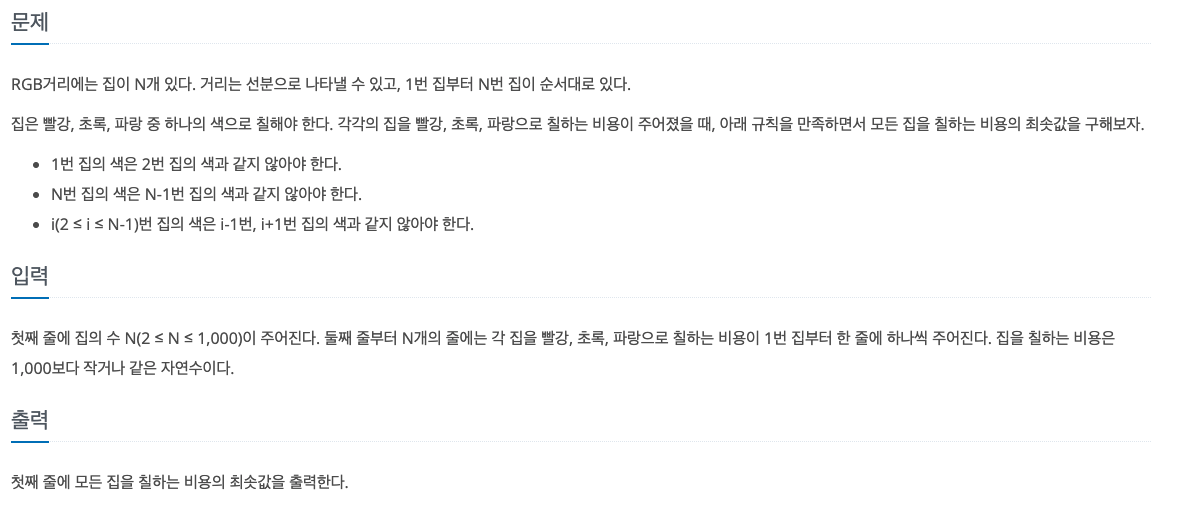 문제
RGB거리에는 집이 N개 있다. 거리는 선분으로 나타낼 수 있고, 1번 집부터 N번 집이 순서대로 있다.
집은 빨강, 초록, 파랑 중 하나의 색으로 칠해야 한다. 각각의 집을 빨강, 초록, 파랑으로 칠하는 비용이 주어졌을 때, 아래 규칙을 만족하면서 모든 집을 칠하는 비용의 최솟값을 구해보자.
• 1번 집의 색은 2번 집의 색과 같지 않아야 한다.
• N번 집의 색은 N-1번 집의 색과 같지 않아야 한다.
• i(2 ≤ i ≤ N-1)번 집의 색은 i-1번, i+1번 집의 색과 같지 않아야 한다.
입력
첫째 줄에 집의 수 N(2 ≤ N ≤ 1,000)이 주어진다. 둘째 줄부터 N개의 줄에는 각 집을 빨강, 초록, 파랑으로 칠하는 비용이 1번 집부터 한 줄에 하나씩 주어진다. 집을 칠하는 비용은
1,000보다 작거나 같은 자연수이다.
출력
첫째 줄에 모든 집을 칠하는 비용의 최솟값을 출력한다.